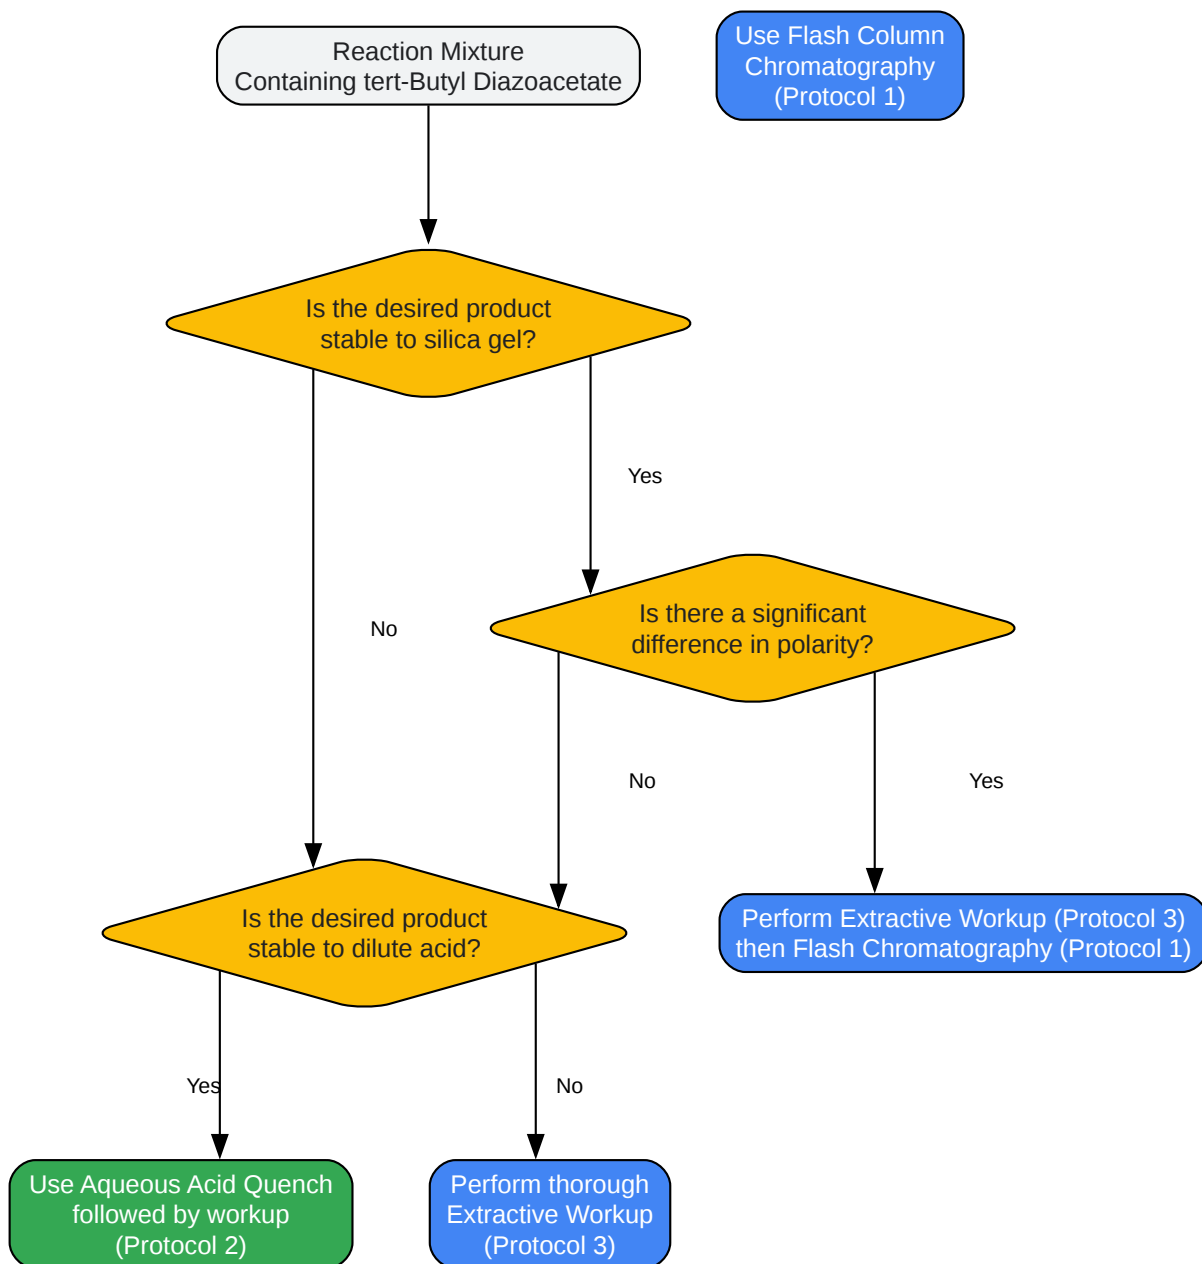 Reaction Mixture
Containing tert-Butyl Diazoacetate
Use Flash Column
Chromatography
(Protocol 1)
Is the desired product
stable to silica gel?
Yes
No
Is there a significant
difference in polarity?
No
Yes
Is the desired product
stable to dilute acid?
Perform Extractive Workup (Protocol 3)
then Flash Chromatography (Protocol 1)
Yes
No
Use Aqueous Acid Quench
followed by workup
(Protocol 2)
Perform thorough
Extractive Workup
(Protocol 3)